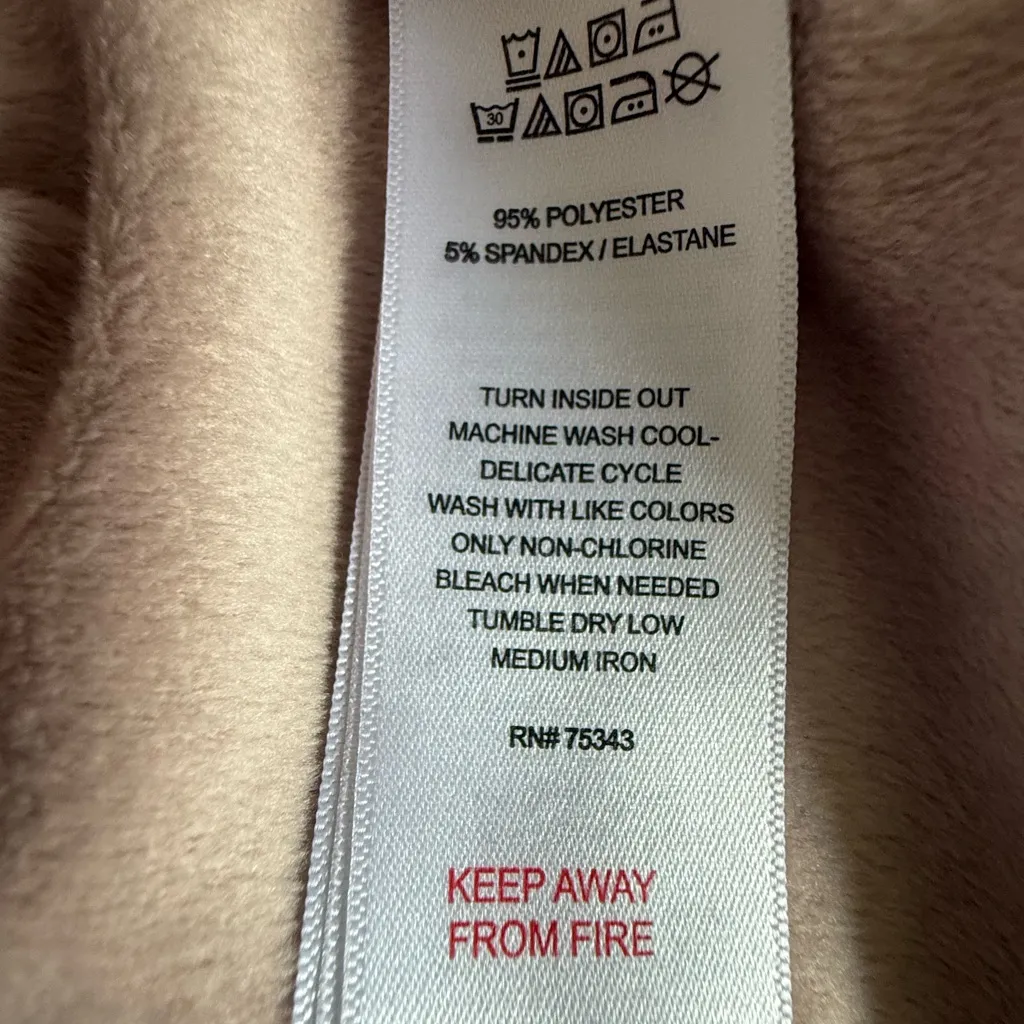 30
95% POLYESTER
5% SPANDEX / ELASTANE
TURN INSIDE OUT
MACHINE WASH COOL-
DELICATE CYCLE
WASH WITH LIKE COLORS
ONLY NON-CHLORINE
BLEACH WHEN NEEDED
TUMBLE DRY LOW
MEDIUM IRON
RN# 75343
KEEP AWAY
FROM FIRE